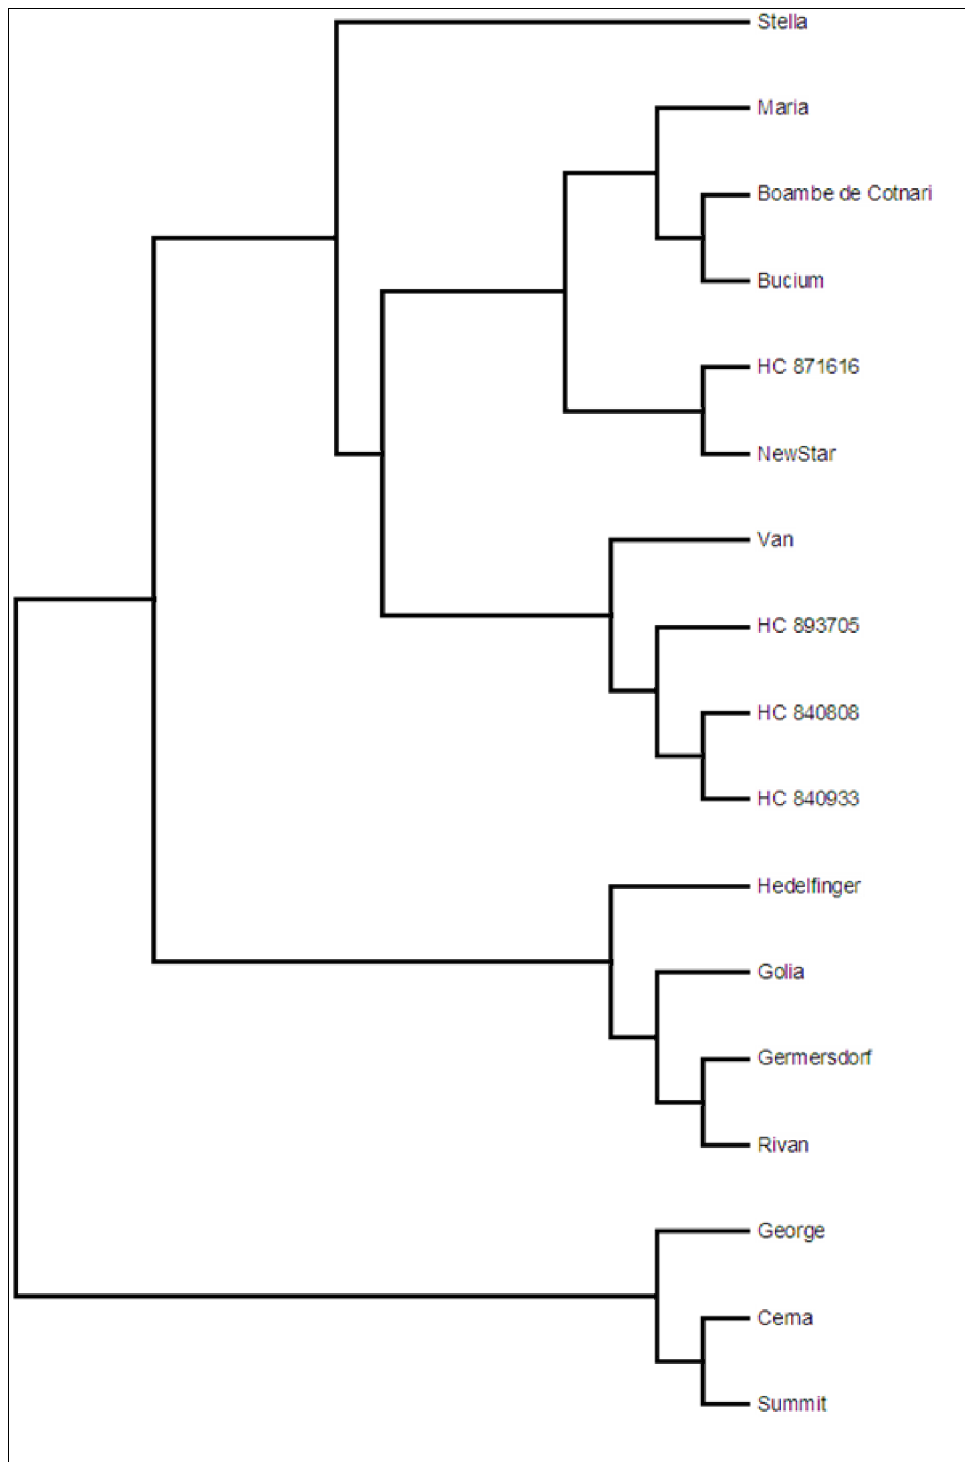 Stella
Maria
Boambe de Cotnari
Bucium
HC 871616
NewStar
Van
HC 893705
HC 840808
HC 840933
Hedelfinger
Golia
Germersdorf
Rivan
George
Cerna
Summit